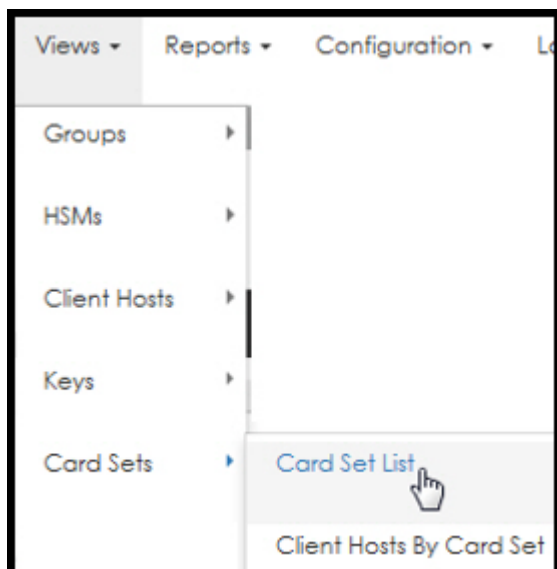 Views Reports Configuration
Groups
HSMs
Client Hosts
Keys
Card Sets Card Set List
Client Hosts By Card Set